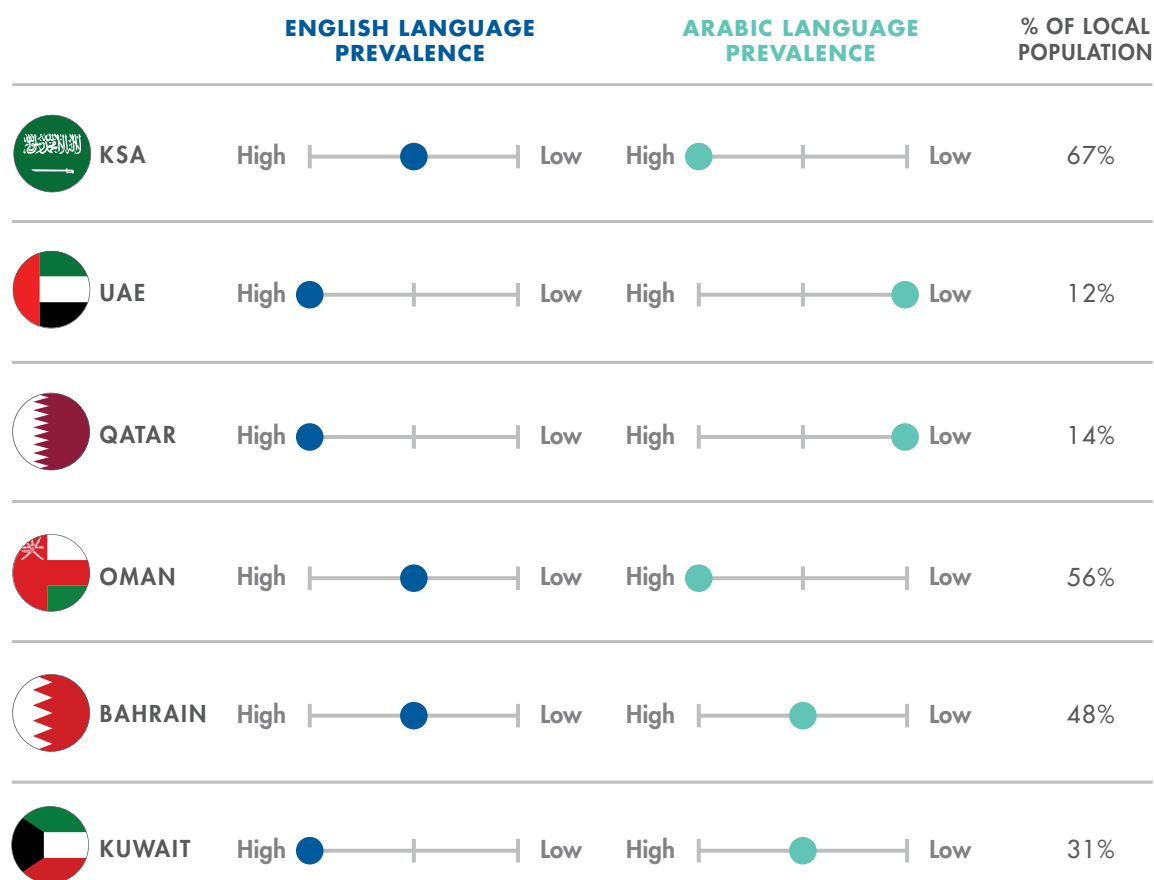 ENGLISH LANGUAGE
PREVALENCE
ARABIC LANGUAGE
PREVALENCE
% OF LOCAL
POPULATION
KSA High Low High Low 67%
UAE High Low High Low 12%
QATAR High Low High Low 14%
OMAN High Low High Low 56%
BAHRAIN High Low High Low 48%
KUWAIT High Low High Low 31%